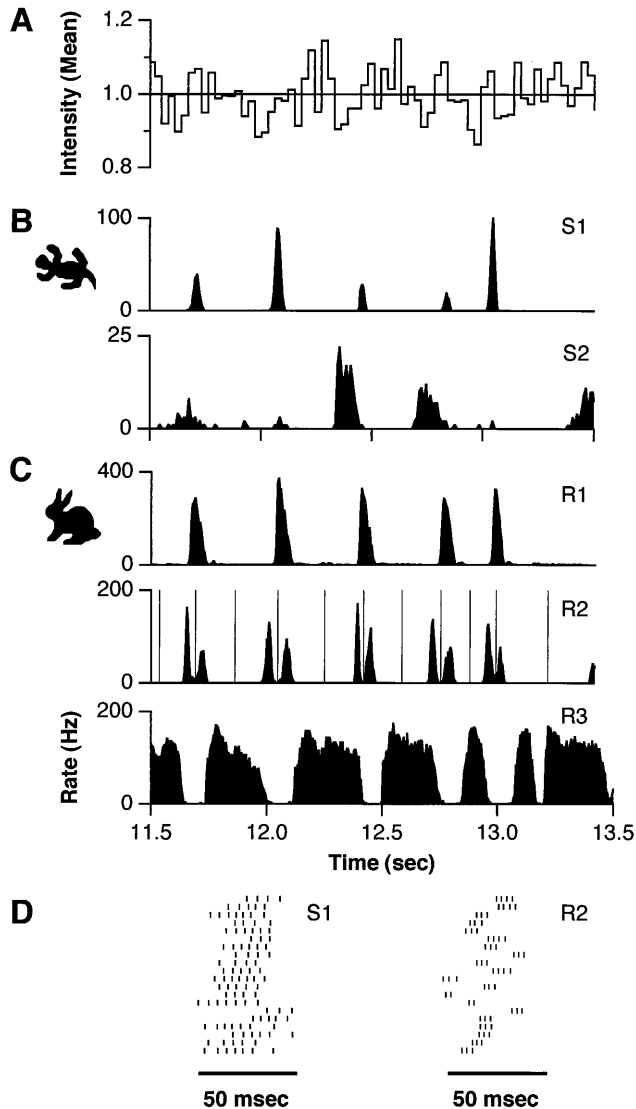 A
Intensity (Mean)
1.2
1.0
0.8
B
100
0
S1
25
0
S2
C
400
0
R1
200
0
R2
Rate (Hz)
200
0
R3
11.5 12.0 12.5 13.0 13.5
Time (sec)
D
S1 R2
50 msec 50 msec